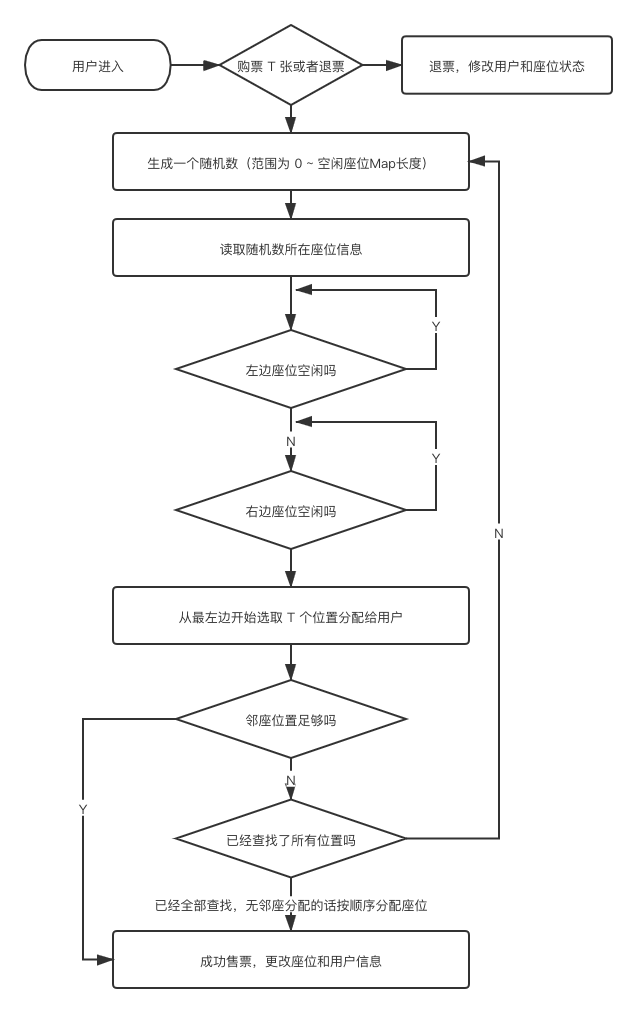 用户进入
购票 T 张或者退票
退票，修改用户和座位状态
生成一个随机数（范围为 0 ~ 空闲座位Map长度）
读取随机数所在座位信息
Y
左边座位空闲吗
N
Y
右边座位空闲吗
N
从最左边开始选取 T 个位置分配给用户
邻座位置足够吗
N
Y
已经查找了所有位置吗
已经全部查找，无邻座分配的话按顺序分配座位
成功售票，更改座位和用户信息